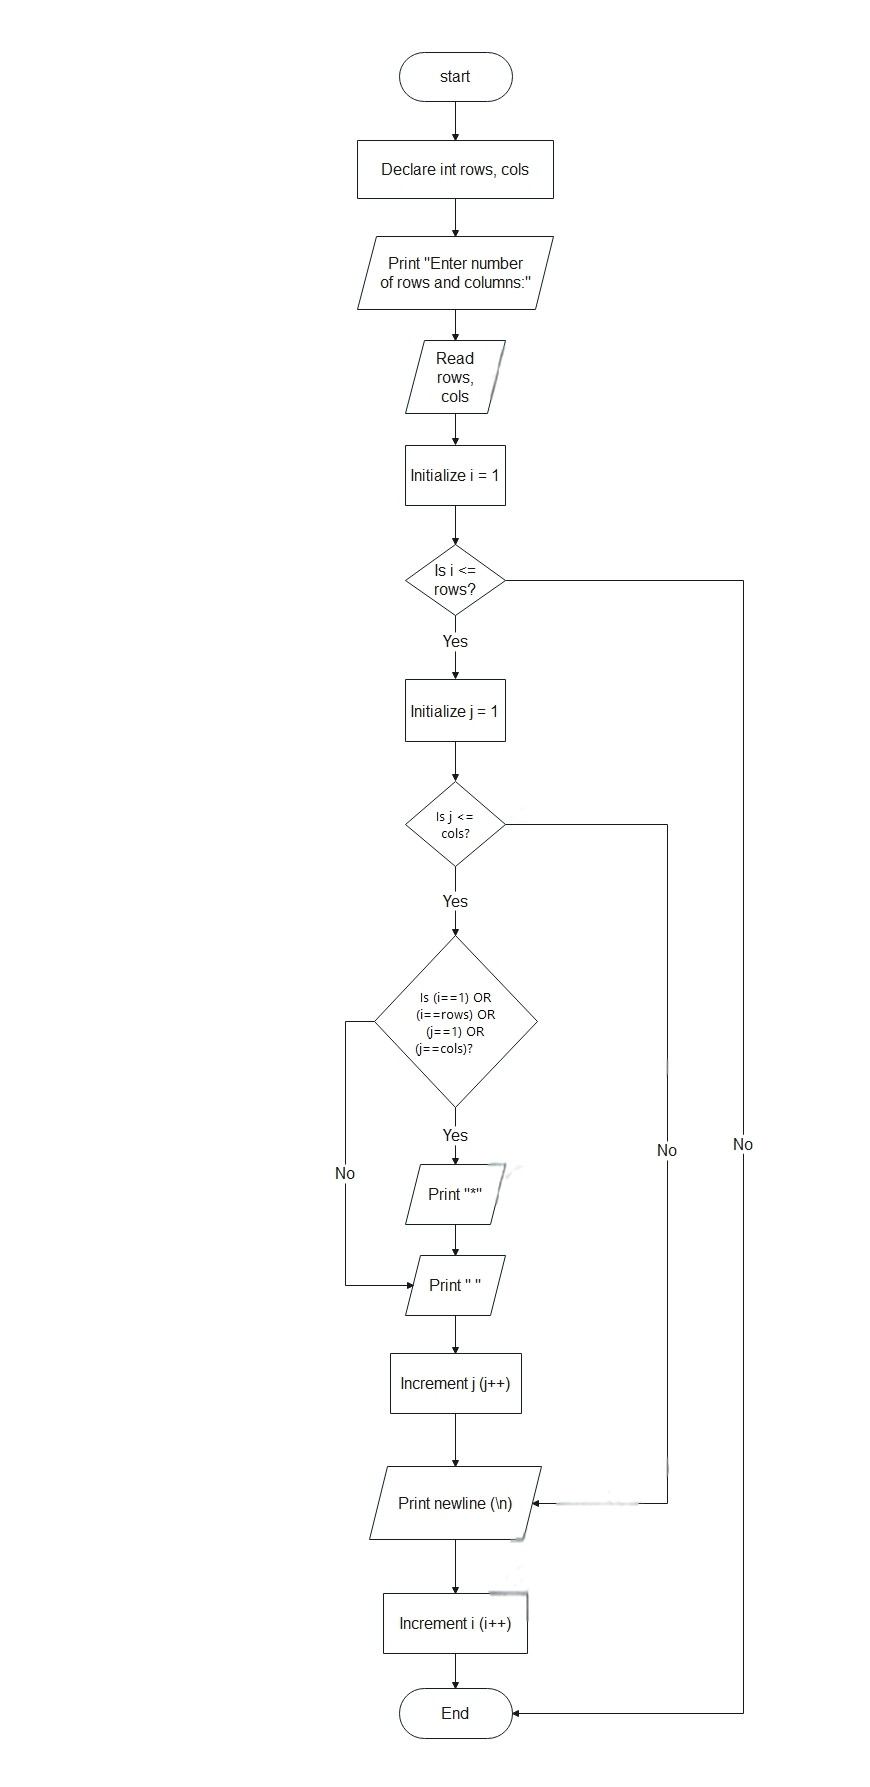 start
Declare int rows, cols
Print "Enter number
of rows and columns:"
Read
rows,
cols
Initialize i = 1
Is i <=
rows?
Yes
Initialize j = 1
Is j <=
cols?
Yes
Is (i==1) OR
(i==rows) OR
(j==1) OR
(j==cols)?
Yes
No
No
No
Print "*"
Print " "
Increment j (j++)
Print newline (\n)
Increment i (i++)
End